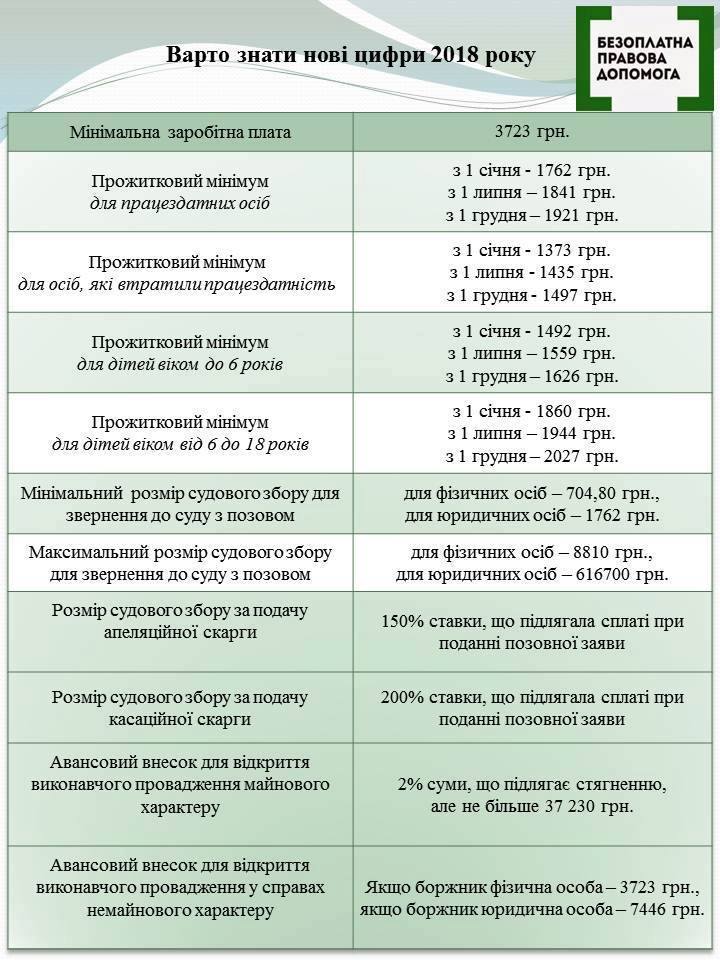 Варто знати нові цифри 2018 року
БЕЗОПЛАТНА
ПРАВОВА
ДОПОМОГА
Мінімальна заробітна плата
3723 грн.
Прожитковий мінімум
для працездатних осіб
з 1 січня - 1762 грн.
з 1 липня – 1841 грн.
з 1 грудня – 1921 грн.
Прожитковий мінімум
для осіб, які втратили працездатність
з 1 січня - 1373 грн.
з 1 липня – 1435 грн.
з 1 грудня - 1497 грн.
Прожитковий мінімум
для дітей віком до 6 років
з 1 січня - 1492 грн.
з 1 липня – 1559 грн.
з 1 грудня – 1626 грн.
Прожитковий мінімум
для дітей віком від 6 до 18 років
з 1 січня - 1860 грн.
з 1 липня – 1944 грн.
з 1 грудня – 2027 грн.
Мінімальний розмір судового збору для
звернення до суду з позовом
для фізичних осіб – 704,80 грн.,
для юридичних осіб – 1762 грн.
Максимальний розмір судового збору
для звернення до суду з позовом
для фізичних осіб – 8810 грн.,
для юридичних осіб – 616700 грн.
Розмір судового збору за подачу
апеляційної скарги
150% ставки, що підлягала сплаті при
поданні позовної заяви
Розмір судового збору за подачу
касаційної скарги
200% ставки, що підлягала сплаті при
поданні позовної заяви
Авансовий внесок для відкриття
виконавчого провадження майнового
характеру
2% суми, що підлягає стягненню,
але не більше 37 230 грн.
Авансовий внесок для відкриття
виконавчого провадження у справах
немайнового характеру
Якщо боржник фізична особа – 3723 грн.,
якщо боржник юридична особа – 7446 грн.